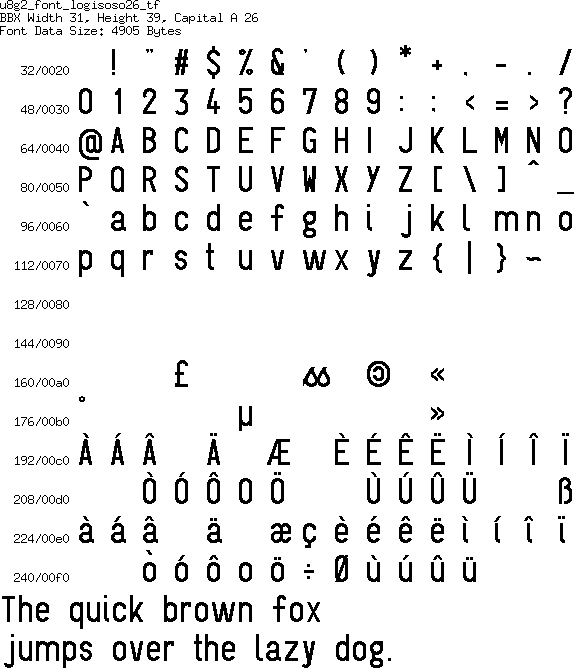 u8g2_font_logisoso26_tf
BBX Width 31, Height 39, Capital A 26
Font Data Size: 4905 Bytes
32/0020 ! " # $ % & ' ( ) * + , - . /
48/0030 0 1 2 3 4 5 6 7 8 9 : : < = > ?
64/0040 @ A B C D E F G H I J K L M N O
80/0050 P Q R S T U V W X Y Z [ \ ] ^ _
96/0060 ` a b c d e f g h i j k l m n o
112/0070 p q r s t u v w x y z { | } ~
128/0080
144/0090
160/00a0 £ © «
176/00b0 ° µ »
192/00c0 À Á Â Ä Æ È É Ê Ë Ì Í Î Ï
208/00d0 Ò Ó Ô O Ö Ù Ú Û Ü ß
224/00e0 à á â ä æ ç è é ê ë ì í î ï
240/00f0 ò ó ô o ö ÷ Ø ù ú û ü
The quick brown fox
jumps over the lazy dog.